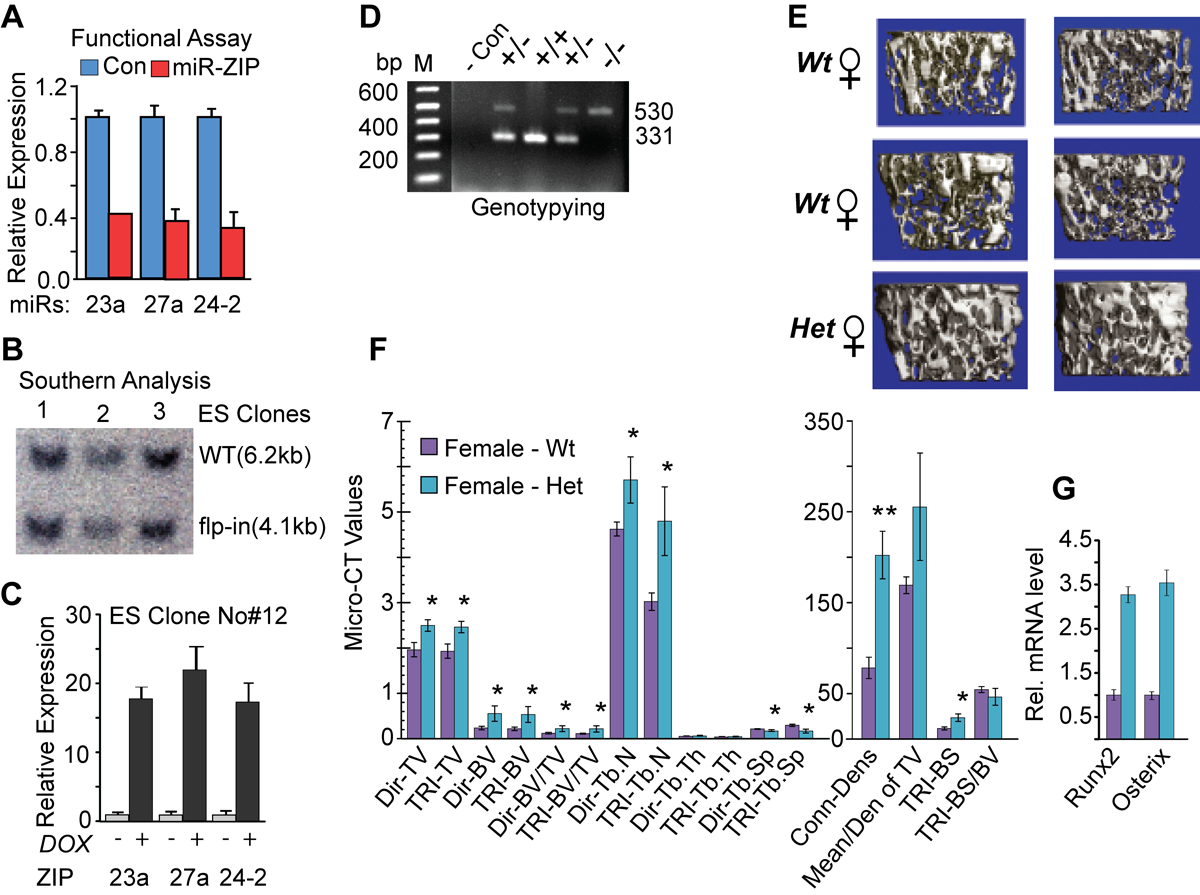 A
Functional Assay
Con miR-ZIP
Relative Expression
1.2
0.8
0.4
0.0
miRs: 23a 27a 24-2
B
Southern Analysis
1 2 3 ES Clones
WT(6.2kb)
flp-in(4.1kb)
C
ES Clone No#12
Relative Expression
30
20
10
0
DOX - + - + - +
ZIP 23a 27a 24-2
D
bp M - Con +/- +/+ +/- -/-
600
400
200
530
331
Genotyping
E
Wt ♀
Wt ♀
Het ♀
F
Micro-CT Values
7
5
3
1
0
Female - Wt
Female - Het
* * * * * * * * * *
Dir-TV
TRI-TV
Dir-BV
TRI-BV
Dir-BV/TV
TRI-BV/TV
Dir-Tb.N
TRI-Tb.N
Dir-Tb.Th
TRI-Tb.Th
Dir-Tb.Sp
TRI-Tb.Sp
350
250
150
50
0
** *
Conn-Dens
Mean/Den of TV
TRI-BS
TRI-BS/BV
G
Rel. mRNA level
4.5
3.5
2.5
1.5
0.5
Runx2
Osterix